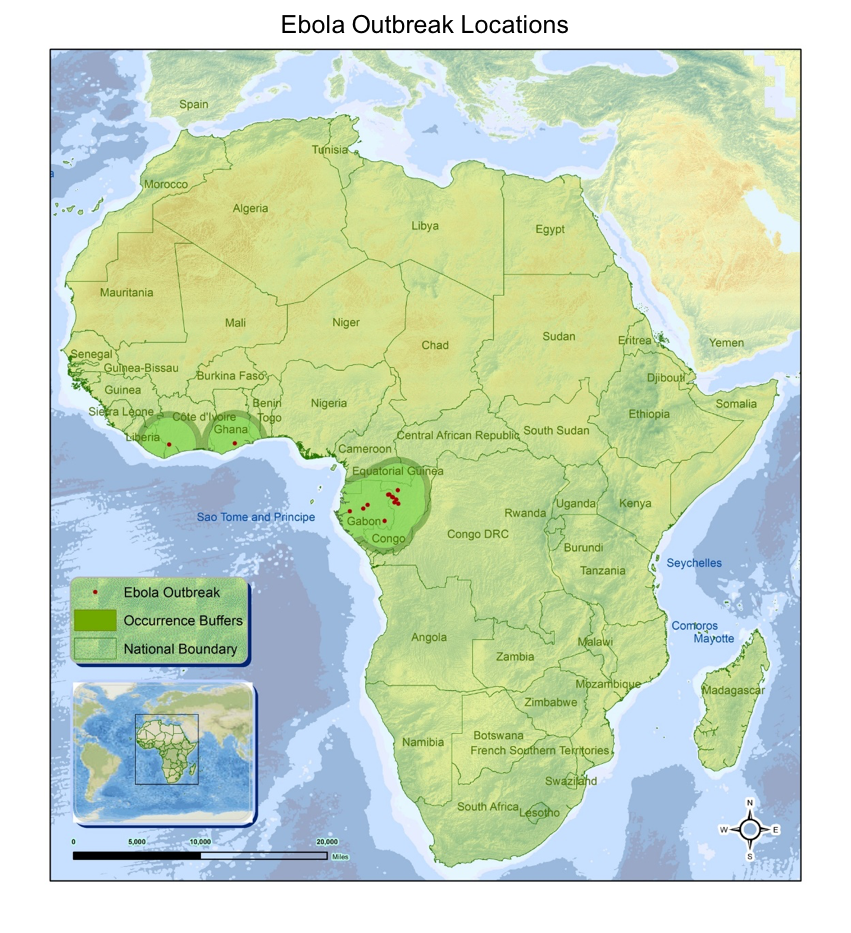 Ebola Outbreak Locations
Spain
Tunisia
Morocco
Algeria
Libya
Egypt
Mauritania
Mali
Niger
Chad
Sudan
Eritrea
Yemen
Senegal
Guinea-Bissau
Burkina Faso
Djibouti
Guinea
Benin
Nigeria
Somalia
Sierra Leone
Côte d'Ivoire
Togo
Ethiopia
Ghana
South Sudan
Liberia
Central African Republic
Cameroon
Equatorial Guinea
Uganda
Kenya
Rwanda
Sao Tome and Principe
Gabon
Congo
Congo DRC
Burundi
Tanzania
Seychelles
Ebola Outbreak
Occurrence Buffers
National Boundary
Comoros
Mayotte
Angola
Malawi
Zambia
Mozambique
Madagascar
Zimbabwe
Namibia
Botswana
French Southern Territories
Swaziland
South Africa
Lesotho
N
W
E
S
0
5,000
10,000
20,000
Miles